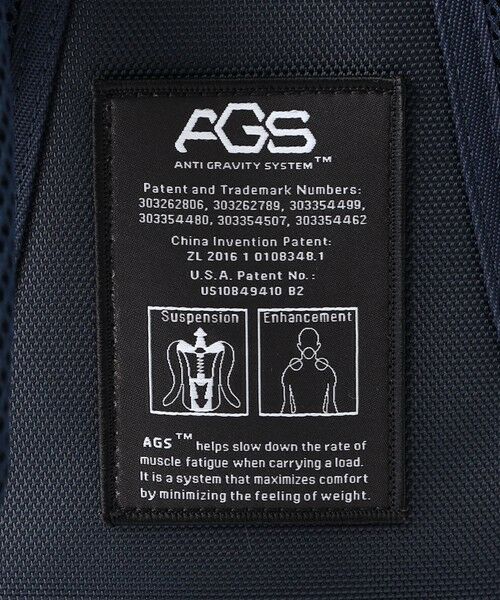 AGS
ANTI GRAVITY SYSTEM™
Patent and Trademark Numbers:
303262806, 303262789, 303354499,
303354480, 303354507, 303354462
China Invention Patent:
ZL 2016 1 0108348.1
U.S.A. Patent No.:
US10849410 B2
Suspension
Enhancement
AGS™ helps slow down the rate of
muscle fatigue when carrying a load.
It is a system that maximizes comfort
by minimizing the feeling of weight.